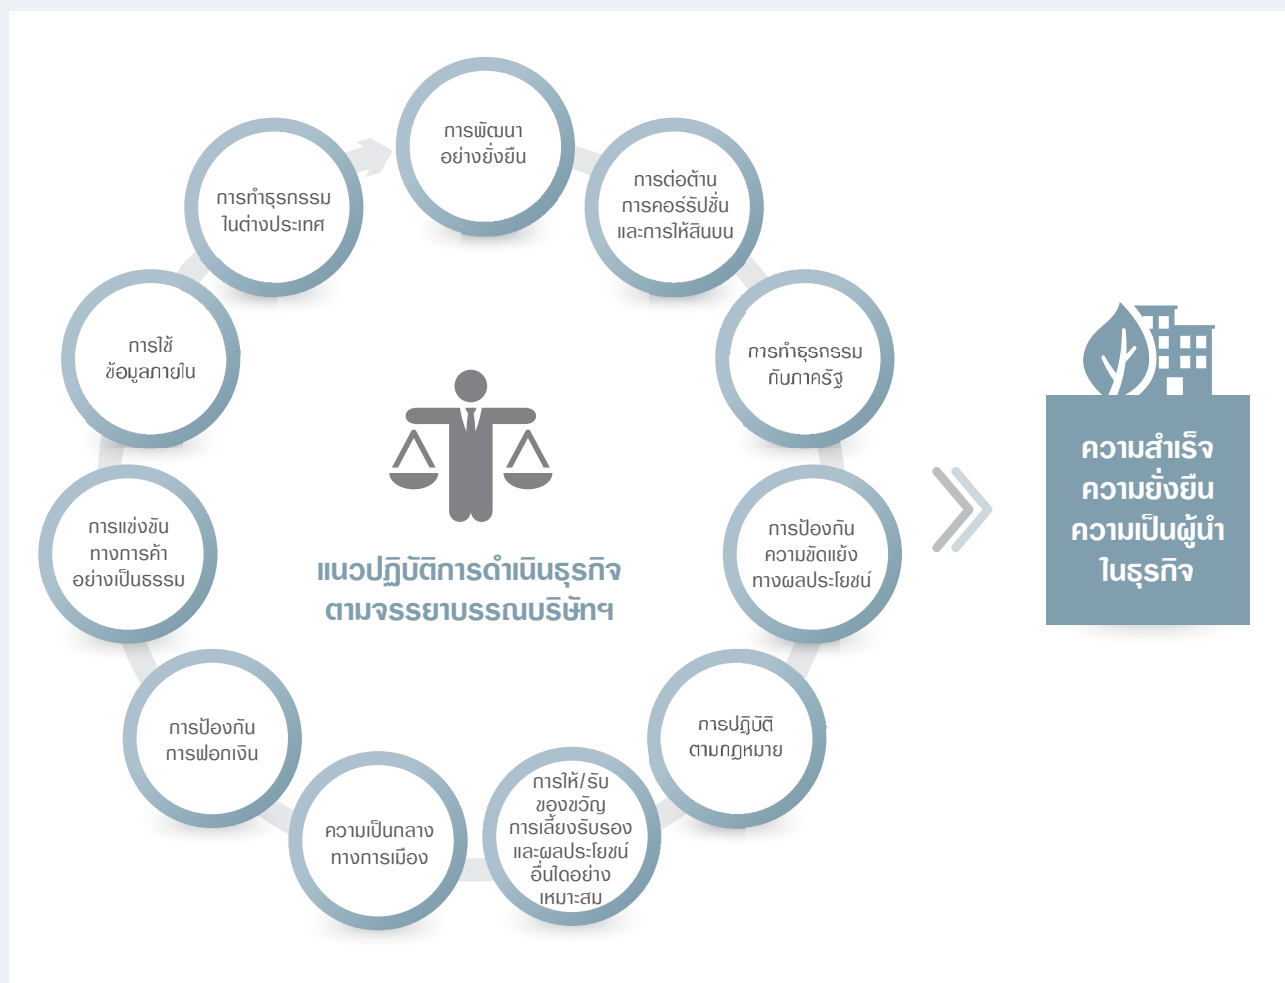 การพัฒนา
อย่างยั่งยืน
การต่อต้าน
การคอร์รัปชั่น
และการให้สินบน
การทำธุรกรรม
กับภาครัฐ
การป้องกัน
ความขัดแย้ง
ทางผลประโยชน์
การปฏิบัติ
ตามกฎหมาย
การให้/รับ
ของขวัญ
การเลี้ยงรับรอง
และผลประโยชน์
อื่นใดอย่าง
เหมาะสม
ความเป็นกลาง
ทางการเมือง
การป้องกัน
การฟอกเงิน
การแข่งขัน
ทางการค้า
อย่างเป็นธรรม
การใช้
ข้อมูลภายใน
การทำธุรกรรม
ในต่างประเทศ
แนวปฏิบัติการดำเนินธุรกิจ
ตามจรรยาบรรณบริษัทฯ
ความสำเร็จ
ความยั่งยืน
ความเป็นผู้นำ
ในธุรกิจ